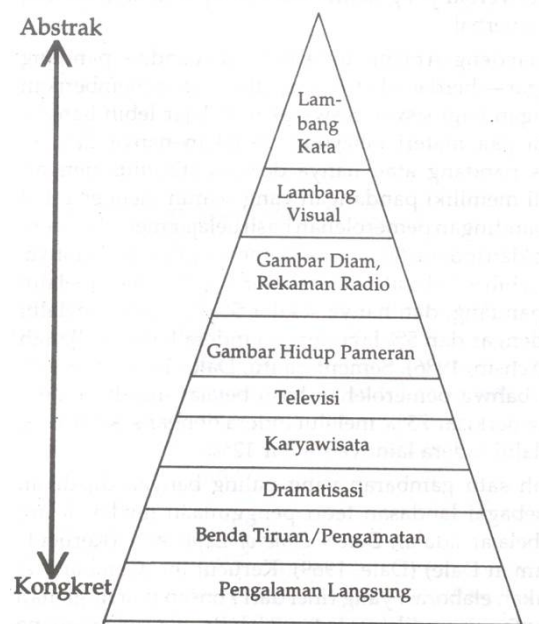 Abstrak
Lam-
bang
Kata
Lambang
Visual
Gambar Diam,
Rekaman Radio
Gambar Hidup Pameran
Televisi
Karyawisata
Dramatisasi
Benda Tiruan/Pengamatan
Kongkret
Pengalaman Langsung